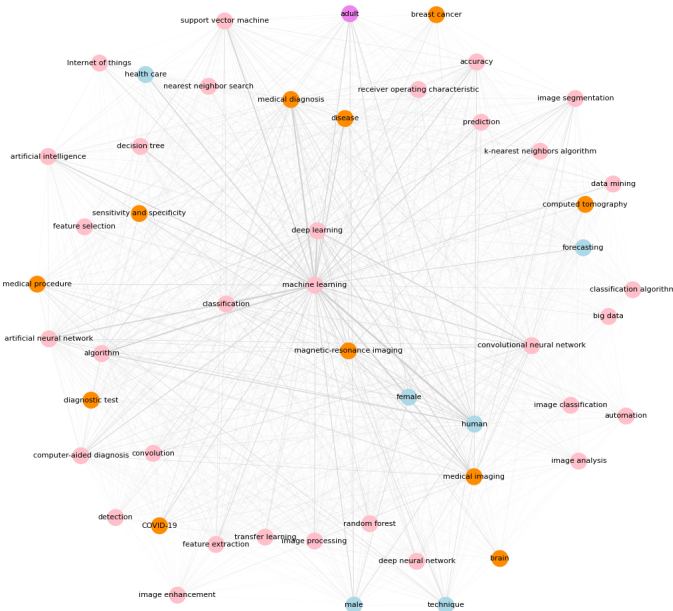 adult
breast cancer
support vector machine
Internet of things
accuracy
health care
nearest neighbor search
receiver operating characteristic
medical diagnosis
image segmentation
disease
prediction
decision tree
k-nearest neighbors algorithm
artificial intelligence
data mining
computed tomography
sensitivity and specificity
feature selection
deep learning
forecasting
medical procedure
machine learning
classification algorithm
classification
big data
artificial neural network
convolutional neural network
magnetic-resonance imaging
algorithm
female
diagnostic test
image classification
automation
human
computer-aided diagnosis
convolution
image analysis
medical imaging
detection
COVID-19
random forest
transfer learning
image processing
feature extraction
brain
deep neural network
image enhancement
male
technique